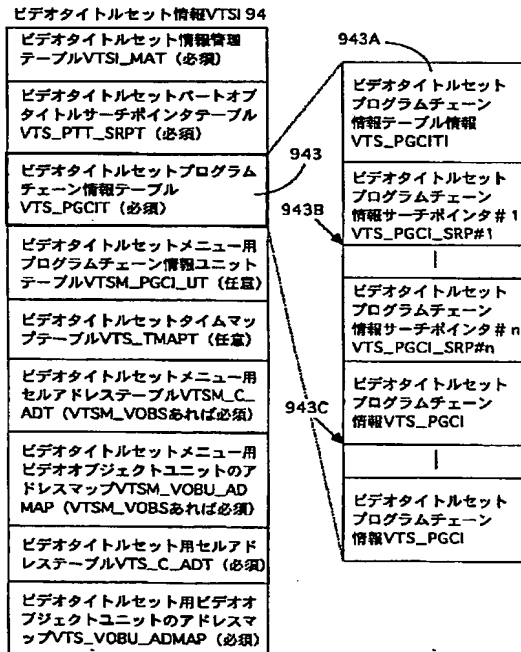 ビデオタイトルセット情報VTSI 94
ビデオタイトルセット情報管理
テーブルVTSI_MAT（必須）
ビデオタイトルセットパートオブ
タイトルサーチポインタテーブル
VTS_PTT_SRPT（必須）
ビデオタイトルセットプログラム
チェーン情報テーブル
VTS_PGCIT（必須）
ビデオタイトルセットメニュー用
プログラムチェーン情報ユニット
テーブルVTSM_PGCI_UT（任意）
ビデオタイトルセットタイムマッ
プテーブルVTS_TMAPT（任意）
ビデオタイトルセットメニュー用
セルアドレステーブルVTSM_C_
ADT（VTSM_VOBSあれば必須）
ビデオタイトルセットメニュー用
ビデオオブジェクトユニットのア
ドレスマップVTSM_VOBU_AD
MAP（VTSM_VOBSあれば必須）
ビデオタイトルセット用セルアド
レステーブルVTS_C_ADT（必須）
ビデオタイトルセット用ビデオオ
ブジェクトユニットのアドレスマ
ップVTS_VOBU_ADMAP（必須）
943
943A
943B
943C
ビデオタイトルセット
プログラムチェーン
情報テーブル情報
VTS_PGCITI
ビデオタイトルセット
プログラムチェーン
情報サーチポインタ＃1
VTS_PGCI_SRP#1
ビデオタイトルセット
プログラムチェーン
情報サーチポインタ＃n
VTS_PGCI_SRP#n
ビデオタイトルセット
プログラムチェーン
情報VTS_PGCI
ビデオタイトルセット
プログラムチェーン
情報VTS_PGCI